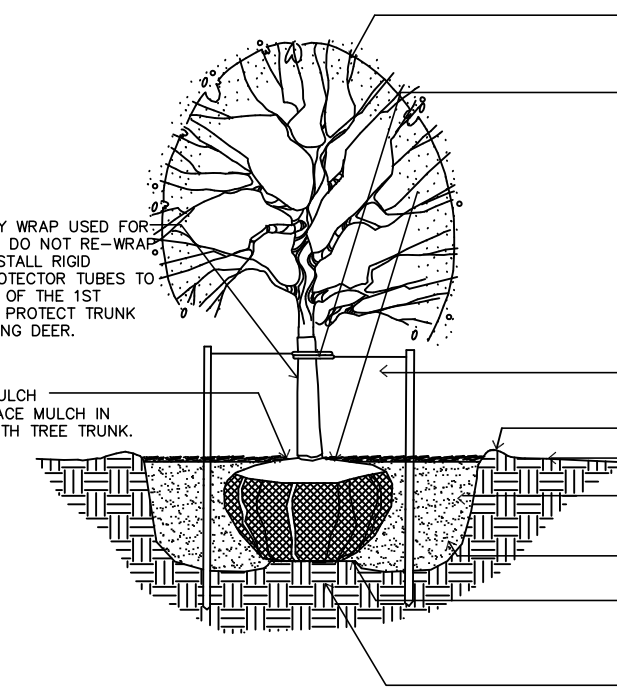 Y WRAP USED FOR
DO NOT RE-WRAP
STALL RIGID
OTECTOR TUBES TO
OF THE 1ST
PROTECT TRUNK
NG DEER.
ULCH
ACE MULCH IN
TH TREE TRUNK.